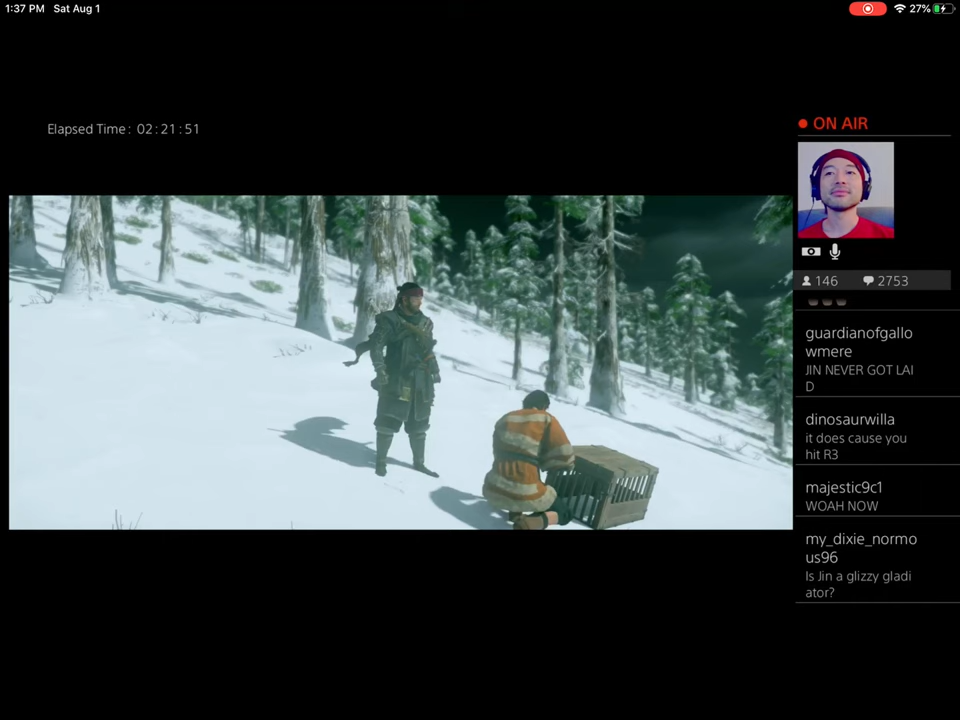 1:37 PM Sat Aug 1
27%
Elapsed Time: 02:21:51
ON AIR
146 2753
guardianofgallo
wmere
JIN NEVER GOT LAI
D
dinosaurwilla
it does cause you
hit R3
majestic9c1
WOAH NOW
my_dixie_normo
us96
Is Jin a glizzy gladi
ator?